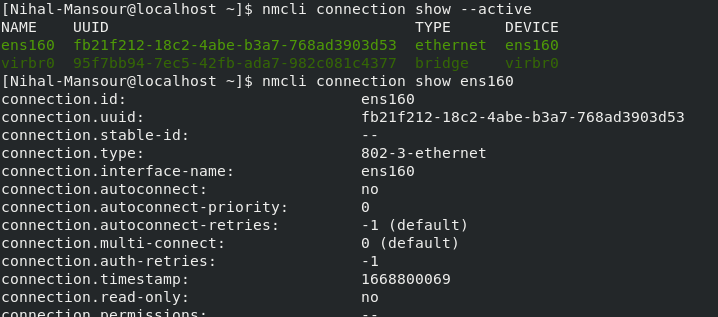 [Nihal-Mansour@localhost ~]$ nmcli connection show --active
NAME    UUID                                  TYPE      DEVICE
ens160  fb21f212-18c2-4abe-b3a7-768ad3903d53  ethernet  ens160
virbr0  95f7bb94-7ec5-42fb-ada7-982c081c4377  bridge    virbr0
[Nihal-Mansour@localhost ~]$ nmcli connection show ens160
connection.id:                          ens160
connection.uuid:                        fb21f212-18c2-4abe-b3a7-768ad3903d53
connection.stable-id:                   --
connection.type:                        802-3-ethernet
connection.interface-name:              ens160
connection.autoconnect:                 no
connection.autoconnect-priority:        0
connection.autoconnect-retries:         -1 (default)
connection.multi-connect:               0 (default)
connection.auth-retries:                -1
connection.timestamp:                   1668800069
connection.read-only:                   no
connection.permissions:                 --